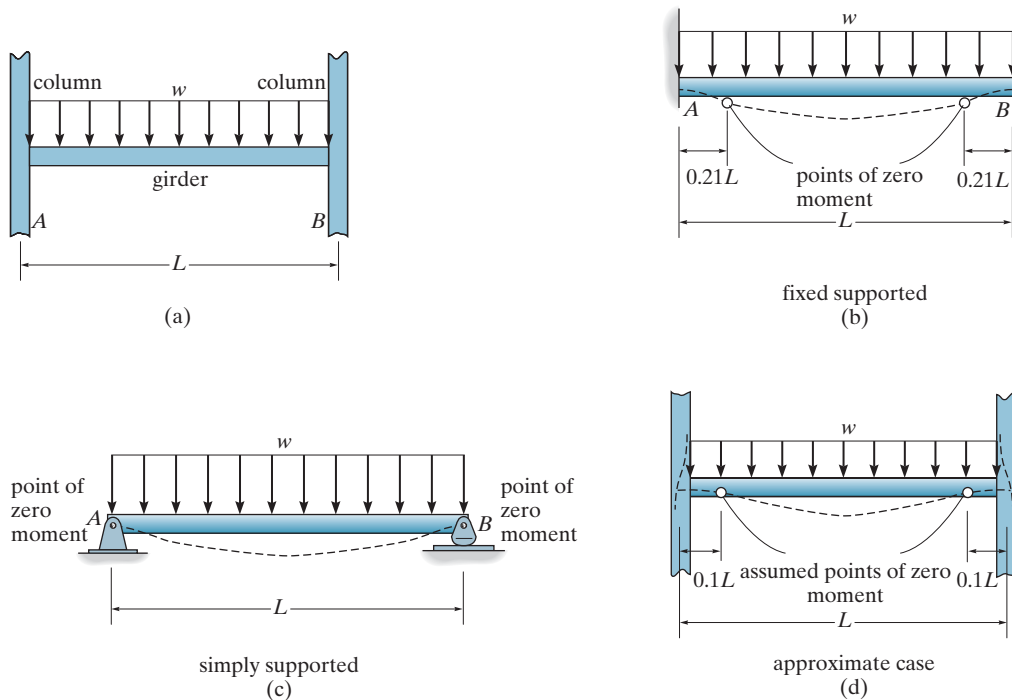 column
w
column
girder
A
B
L
(a)
w
A
B
0.21L
points of zero
moment
0.21L
L
fixed supported
(b)
w
point of
zero
moment
A
B
point of
zero
moment
L
simply supported
(c)
w
0.1L
assumed points of zero
moment
0.1L
L
approximate case
(d)